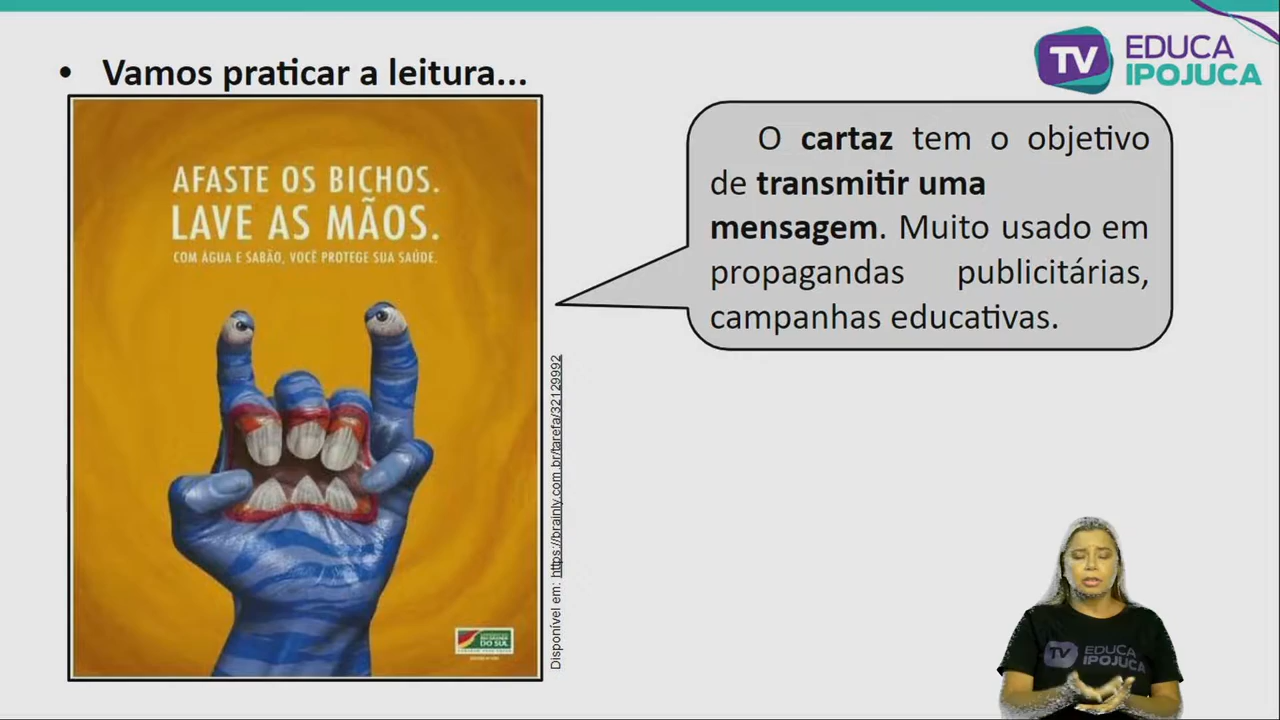 • Vamos praticar a leitura...
TV EDUCA
IPOJUCA
AFASTE OS BICHOS.
LAVE AS MÃOS.
COM ÁGUA E SABÃO, VOCÊ PROTEGE SUA SAÚDE.
O cartaz tem o objetivo
de transmitir uma
mensagem. Muito usado em
propagandas publicitárias,
campanhas educativas.
Disponível em: https://brainly.com.br/tarefa/32129992
DO SUL
TV EDUCA
IPOJUCA